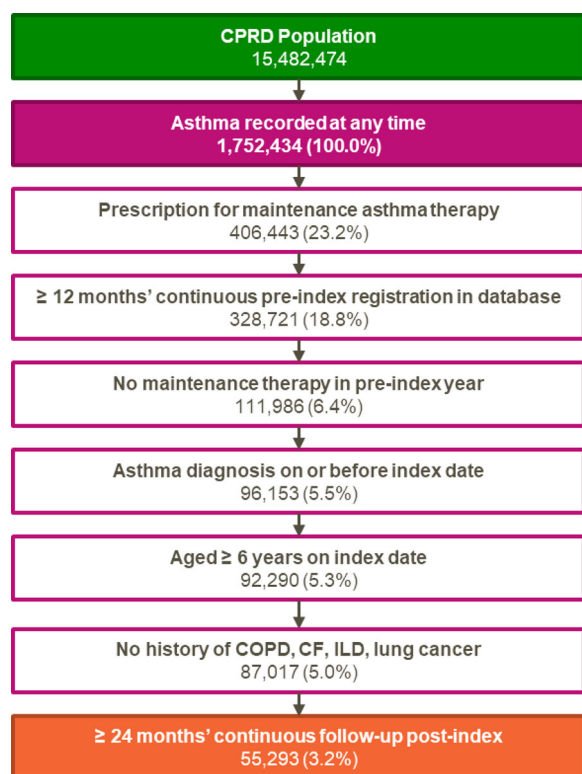 CPRD Population
15,482,474
Asthma recorded at any time
1,752,434 (100.0%)
Prescription for maintenance asthma therapy
406,443 (23.2%)
≥ 12 months' continuous pre-index registration in database
328,721 (18.8%)
No maintenance therapy in pre-index year
111,986 (6.4%)
Asthma diagnosis on or before index date
96,153 (5.5%)
Aged ≥ 6 years on index date
92,290 (5.3%)
No history of COPD, CF, ILD, lung cancer
87,017 (5.0%)
≥ 24 months' continuous follow-up post-index
55,293 (3.2%)